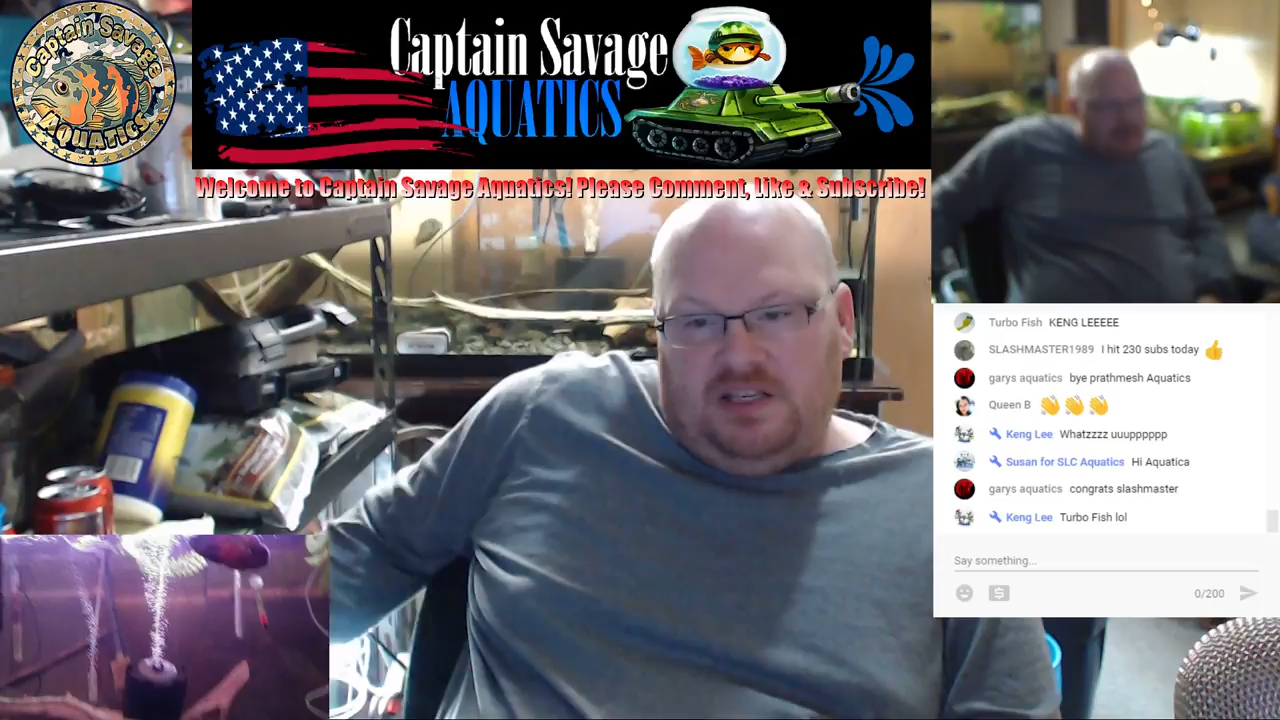 Captain Savage
AQUATICS
Captain Savage
AQUATICS
Welcome to Captain Savage Aquatics! Please Comment, Like & Subscribe!
Turbo Fish KENG LEEEEE
SLASHMASTER1989 I hit 230 subs today 👍
garys aquatics bye prathmesh Aquatics
Queen B 👋👋👋
Keng Lee Whatzzzz uuupppppp
Susan for SLC Aquatics Hi Aquatica
garys aquatics congrats slashmaster
Keng Lee Turbo Fish lol
Say something...
0/200